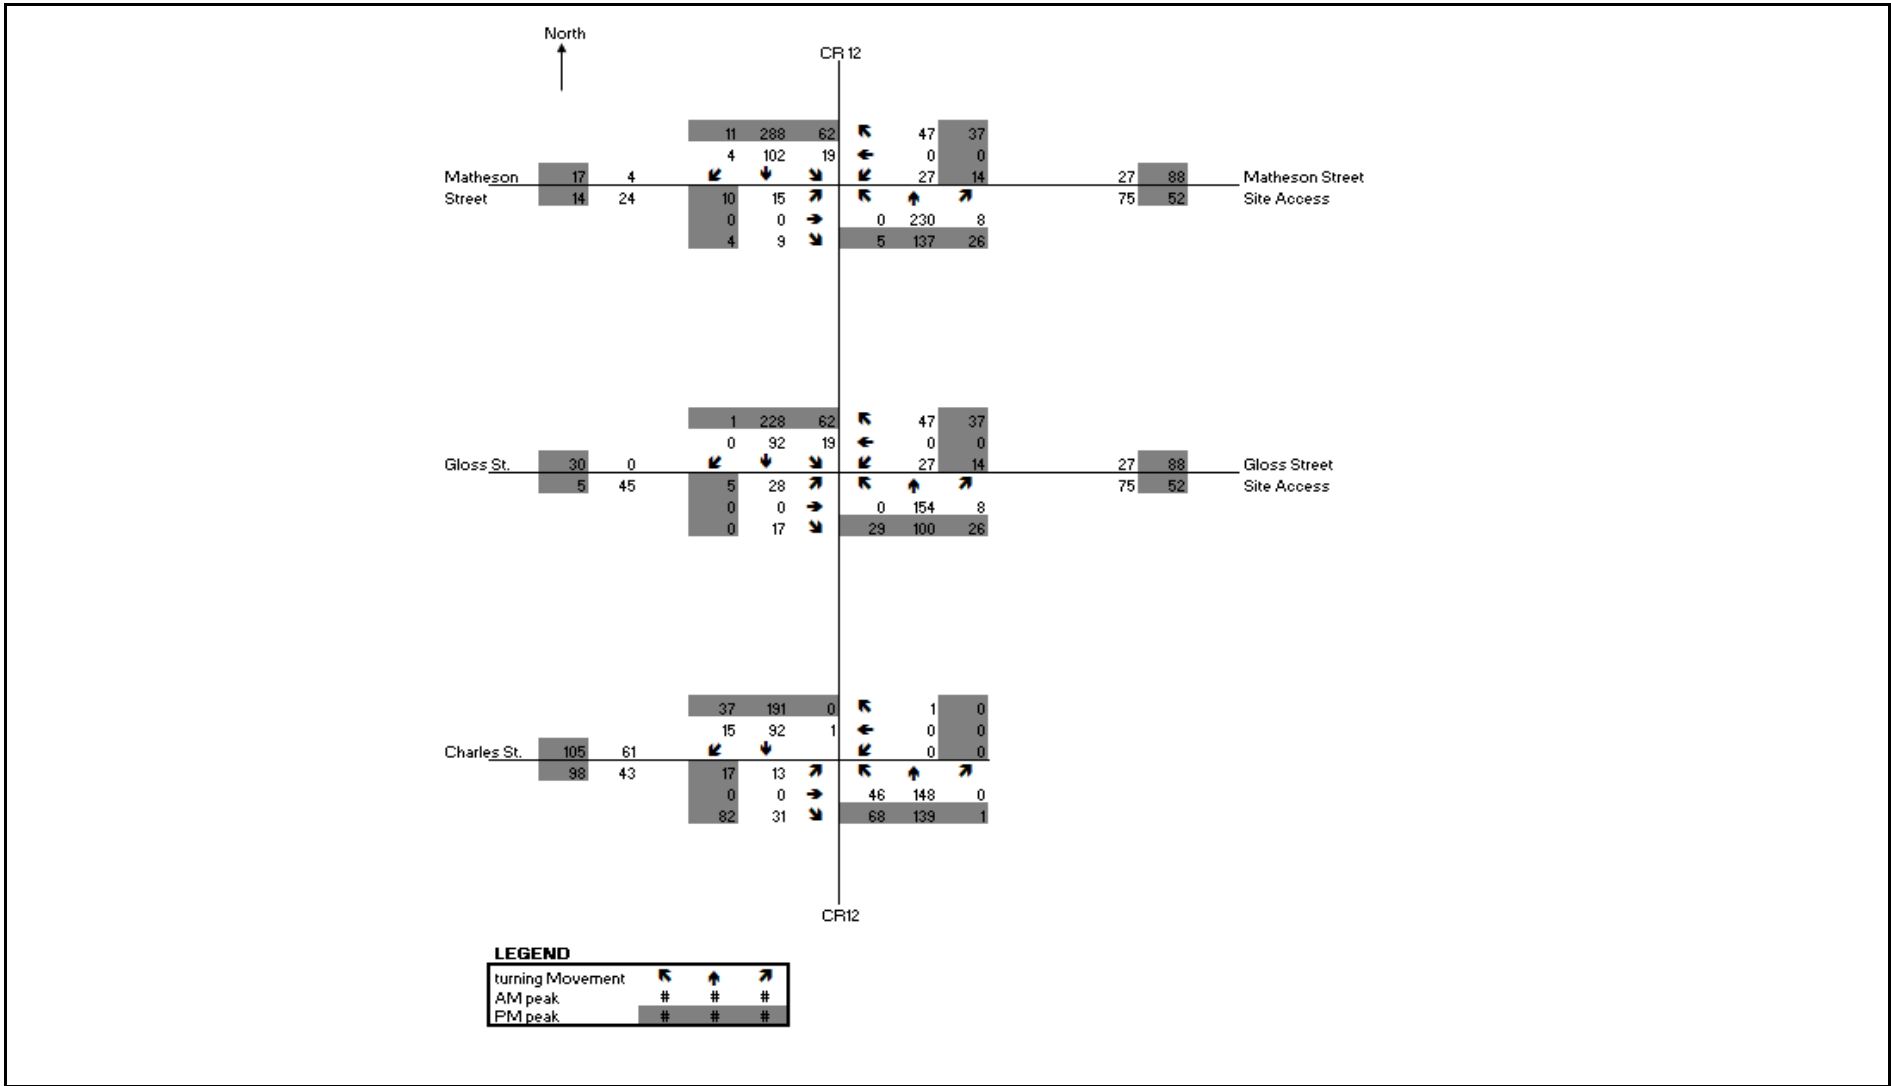 North
CR 12
11 288 62 47 37
4 102 19 0 0
Matheson 17 4 27 14 27 88 Matheson Street
Street 14 24 10 15 75 52 Site Access
0 0 0 230 8
4 9 5 137 26
1 228 62 47 37
0 92 19 0 0
Gloss St. 30 0 27 14 27 88 Gloss Street
5 45 5 28 75 52 Site Access
0 0 0 154 8
0 17 29 100 26
37 191 0 1 0
15 92 1 0 0
Charles St. 105 61 0 0
98 43 17 13
0 0 46 148 0
82 31 68 139 1
CR12
LEGEND
turning Movement
AM peak # # #
PM peak # # #